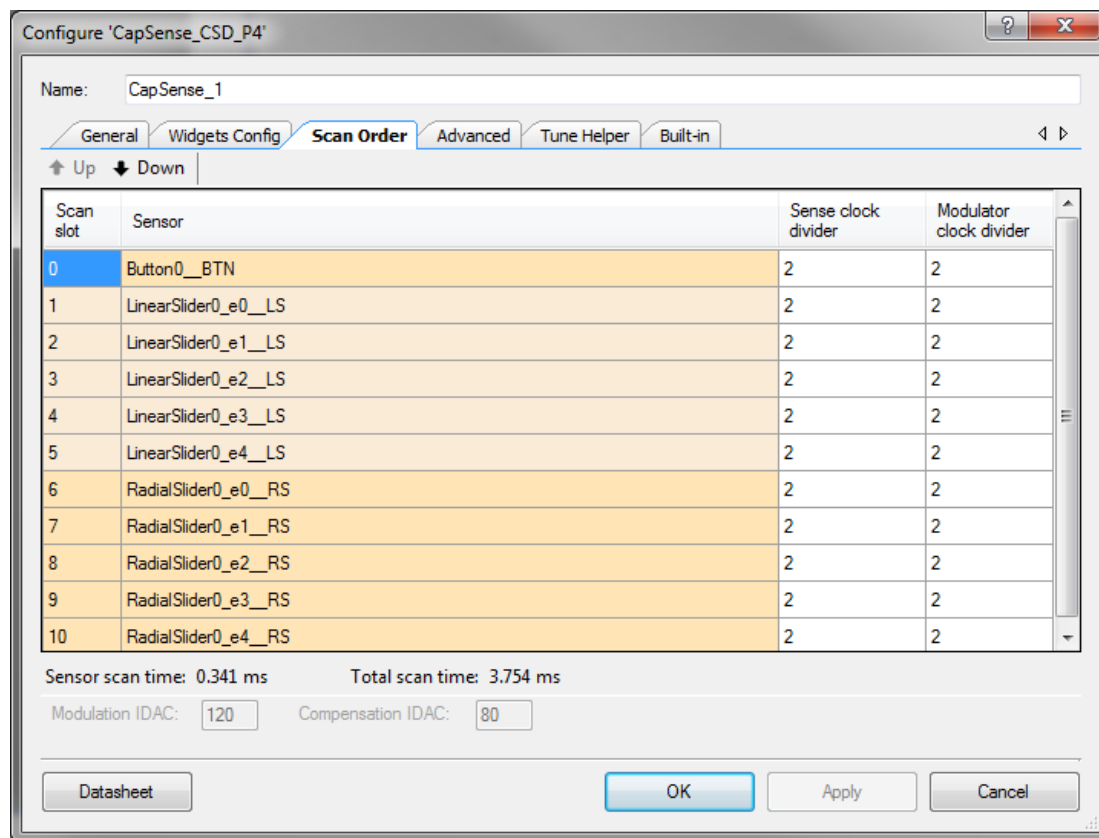 Configure 'CapSense_CSD_P4'
Name: CapSense_1
General Widgets Config Scan Order Advanced Tune Helper Built-in
Up Down
Scan slot Sensor Sense clock divider Modulator clock divider
0 Button0__BTN 2 2
1 LinearSlider0_e0__LS 2 2
2 LinearSlider0_e1__LS 2 2
3 LinearSlider0_e2__LS 2 2
4 LinearSlider0_e3__LS 2 2
5 LinearSlider0_e4__LS 2 2
6 RadialSlider0_e0__RS 2 2
7 RadialSlider0_e1__RS 2 2
8 RadialSlider0_e2__RS 2 2
9 RadialSlider0_e3__RS 2 2
10 RadialSlider0_e4__RS 2 2
Sensor scan time: 0.341 ms Total scan time: 3.754 ms
Modulation IDAC: 120 Compensation IDAC: 80
Datasheet OK Apply Cancel